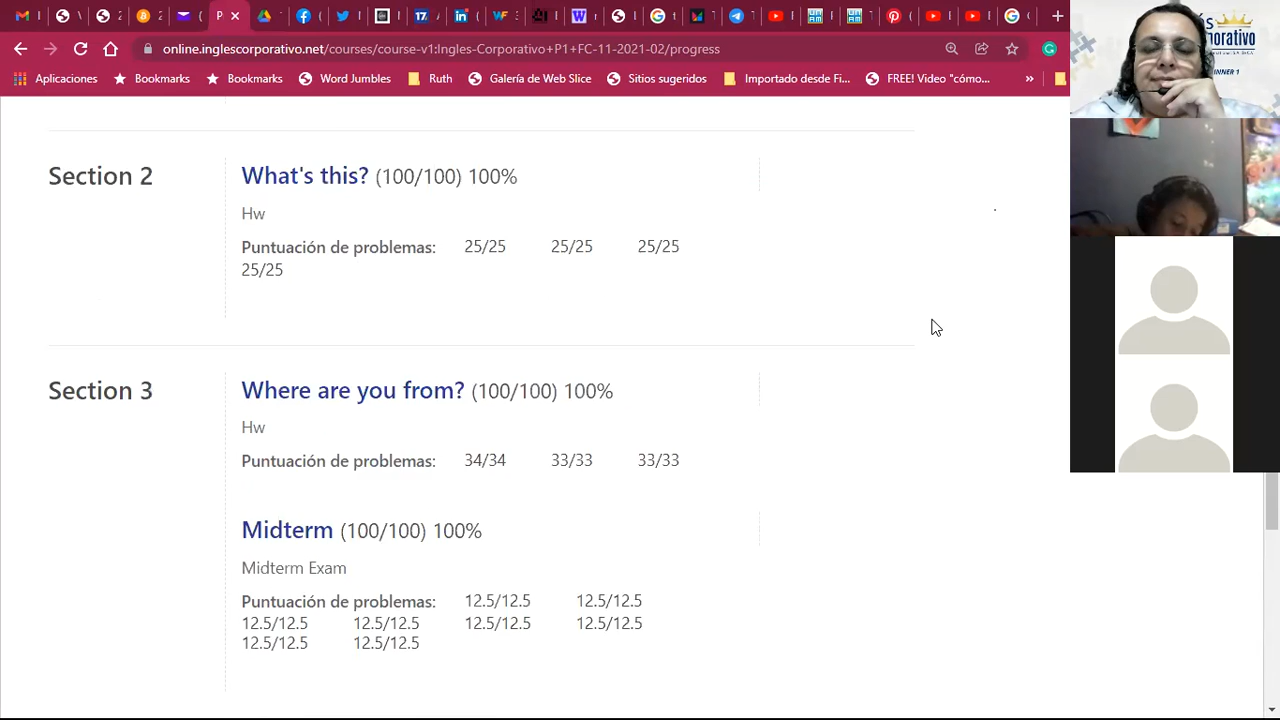 online.inglescorporativo.net/courses/course-v1:Ingles-Corporativo+P1+FC-11-2021-02/progress
Aplicaciones Bookmarks Bookmarks Word Jumbles Ruth Galería de Web Slice Sitios sugeridos Importado desde Fi... FREE! Video "cómo... »
Section 2
What's this? (100/100) 100%
Hw
Puntuación de problemas: 25/25 25/25 25/25
25/25
Section 3
Where are you from? (100/100) 100%
Hw
Puntuación de problemas: 34/34 33/33 33/33
Midterm (100/100) 100%
Midterm Exam
Puntuación de problemas: 12.5/12.5 12.5/12.5
12.5/12.5 12.5/12.5 12.5/12.5 12.5/12.5
12.5/12.5 12.5/12.5